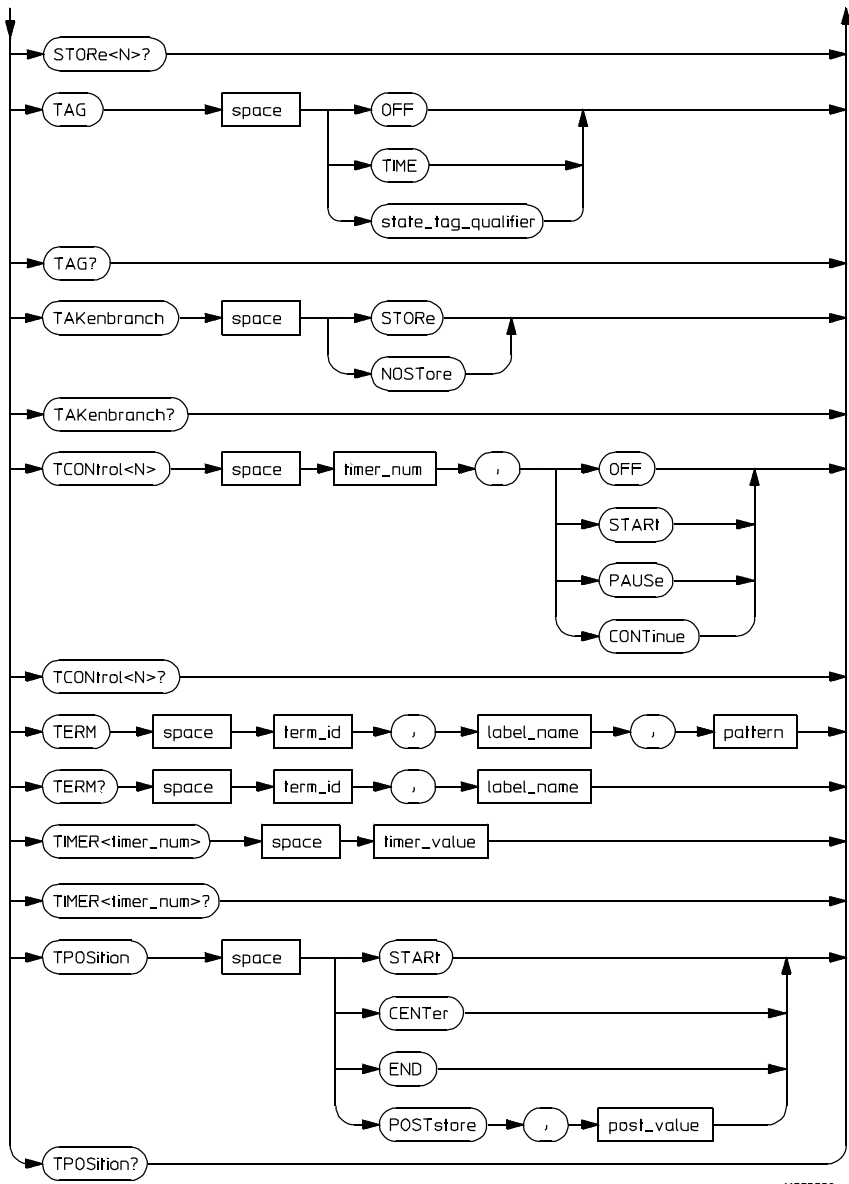 STORe<N>?
TAG space OFF
TIME
state_tag_qualifier
TAG?
TAKenbranch space STORe
NOSTore
TAKenbranch?
TCONtrol<N> space timer_num , OFF
STARt
PAUSe
CONTinue
TCONtrol<N>?
TERM space term_id , label_name , pattern
TERM? space term_id , label_name
TIMER<timer_num> space timer_value
TIMER<timer_num>?
TPOSition space STARt
CENTer
END
POSTstore , post_value
TPOSition?